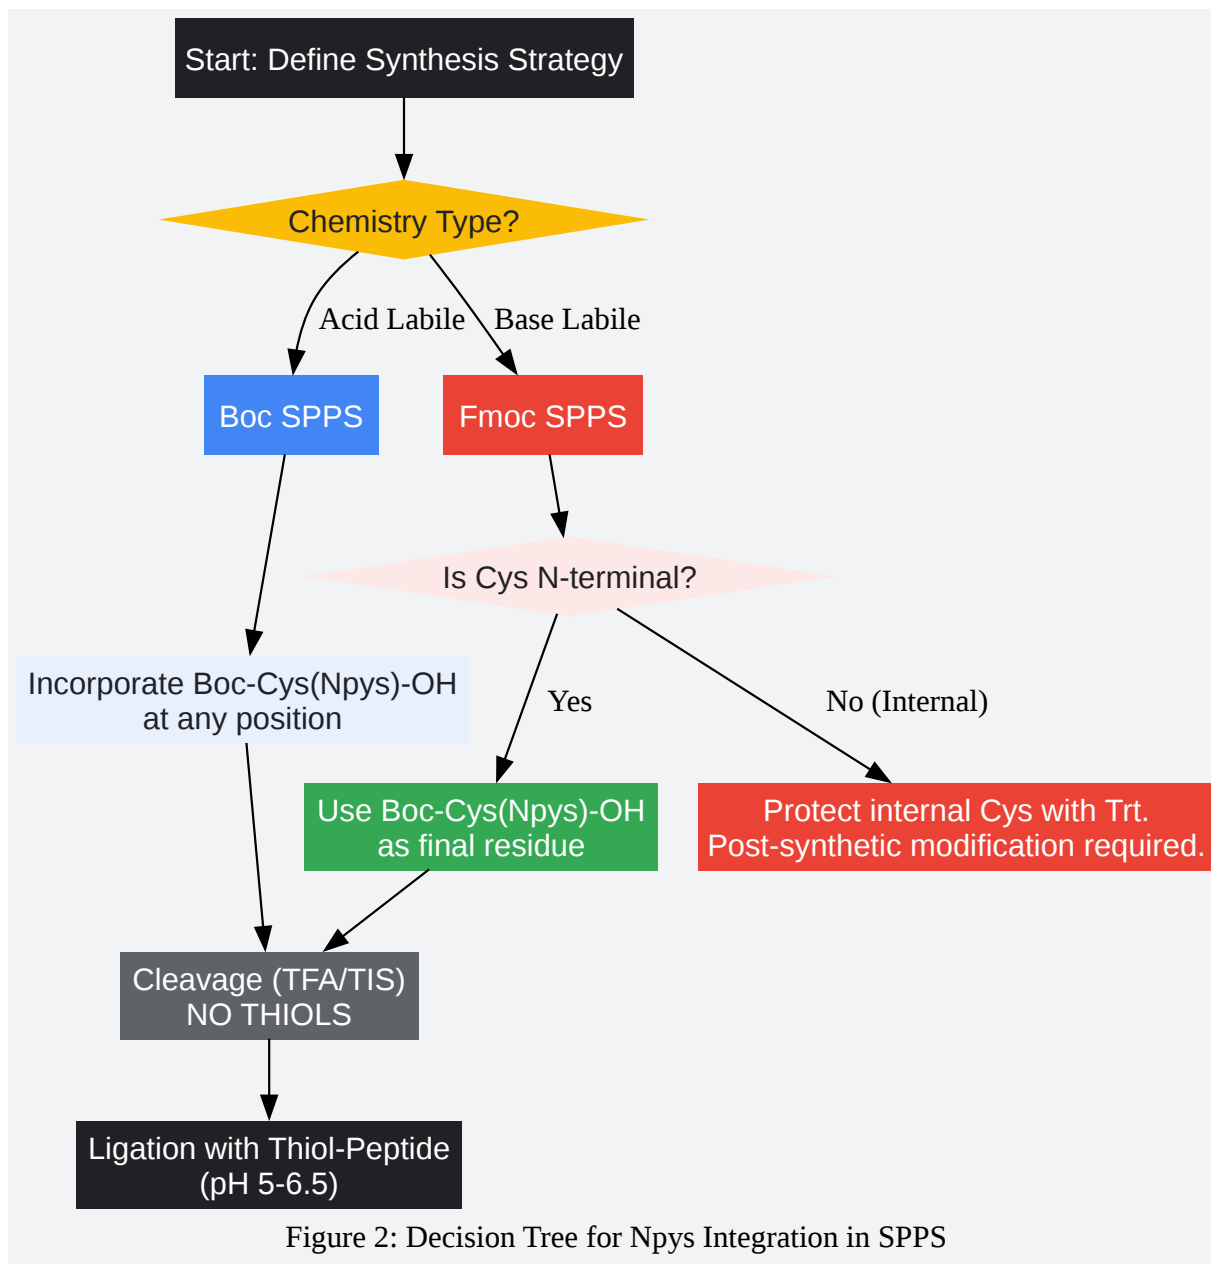 Start: Define Synthesis Strategy
Chemistry Type?
Acid Labile
Base Labile
Boc SPPS
Fmoc SPPS
Is Cys N-terminal?
Incorporate Boc-Cys(Npys)-OH
at any position
Yes
No (Internal)
Use Boc-Cys(Npys)-OH
as final residue
Protect internal Cys with Trt.
Post-synthetic modification required.
Cleavage (TFA/TIS)
NO THIOLS
Ligation with Thiol-Peptide
(pH 5-6.5)
Figure 2: Decision Tree for Npys Integration in SPPS